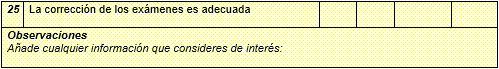 25 La corrección de los exámenes es adecuada
Observaciones
Añade cualquier información que consideres de interés: